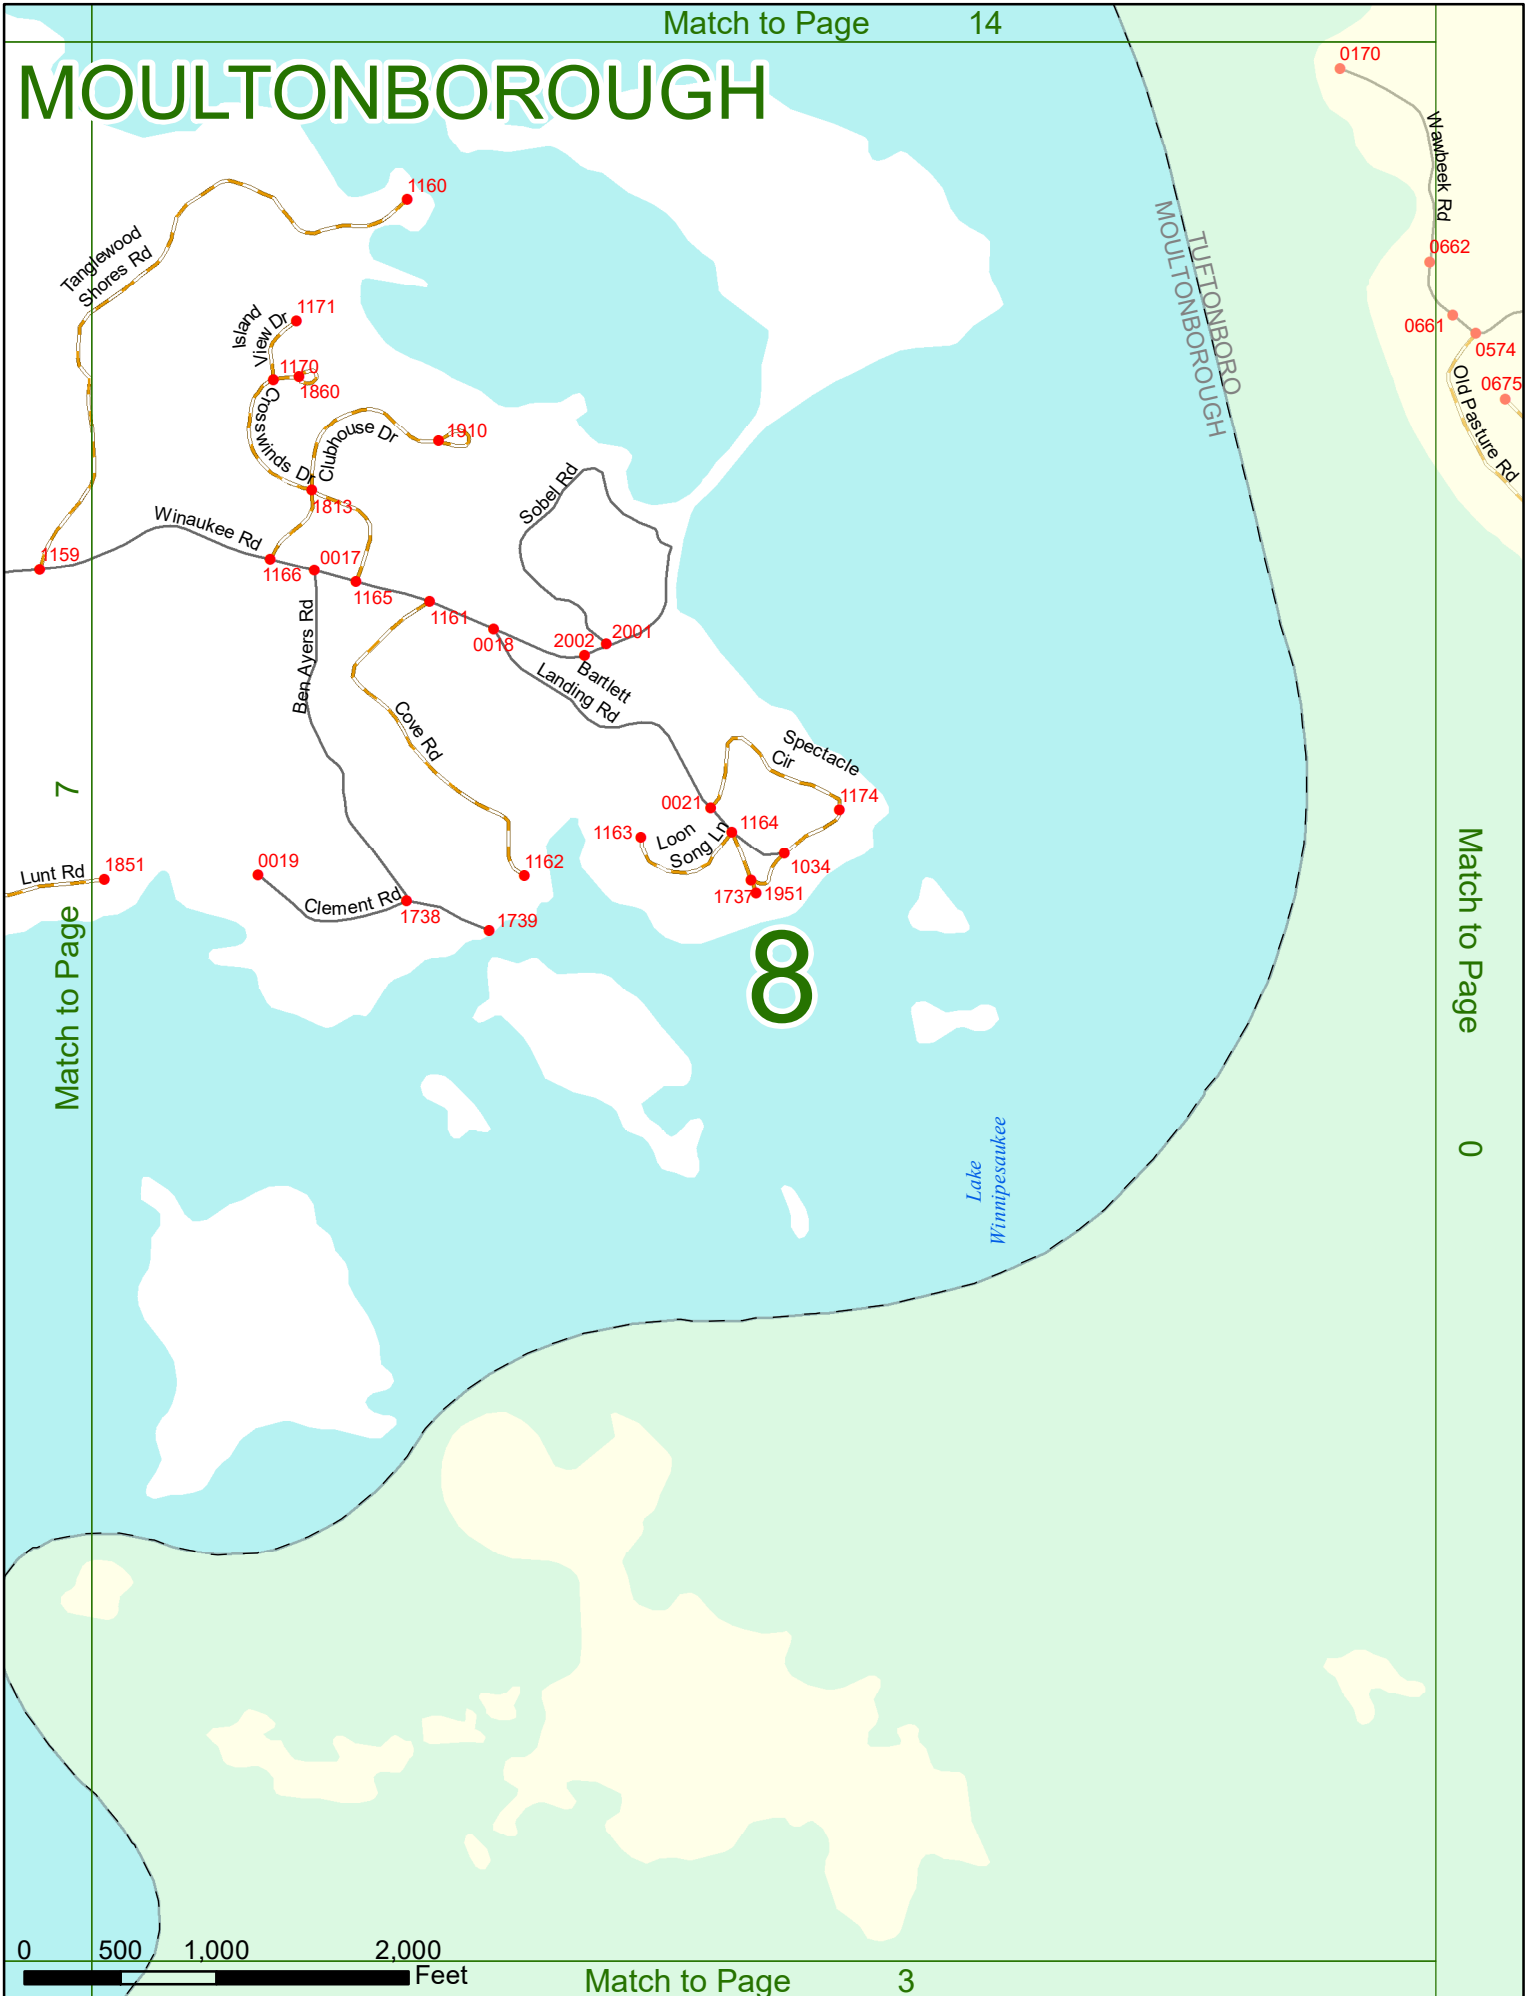 Match to Page 14
MOULTONBOROUGH
0170
Wawbeek Rd
1160
TUFTONBORO
MOULTONBOROUGH
Tanglewood
Shores Rd
0662
1171
Island
View Dr
0661
0574
1170
1860
0675
Crosswinds Dr
Clubhouse Dr
1910
Old Pasture Rd
Sobel Rd
1813
Winaukee Rd
1159
1166
0017
1165
1161
0018
2002
2001
Ben Ayers Rd
Bartlett
Landing Rd
Cove Rd
Spectacle
Cir
0021
1174
1163
Loon
Song Ln
1164
1034
Match to Page 7
Match to Page 0
Lunt Rd
1851
0019
1162
1737
1951
Clement Rd
1738
1739
8
Lake
Winnipesaukee
0 500 1,000 2,000
Feet
Match to Page 3